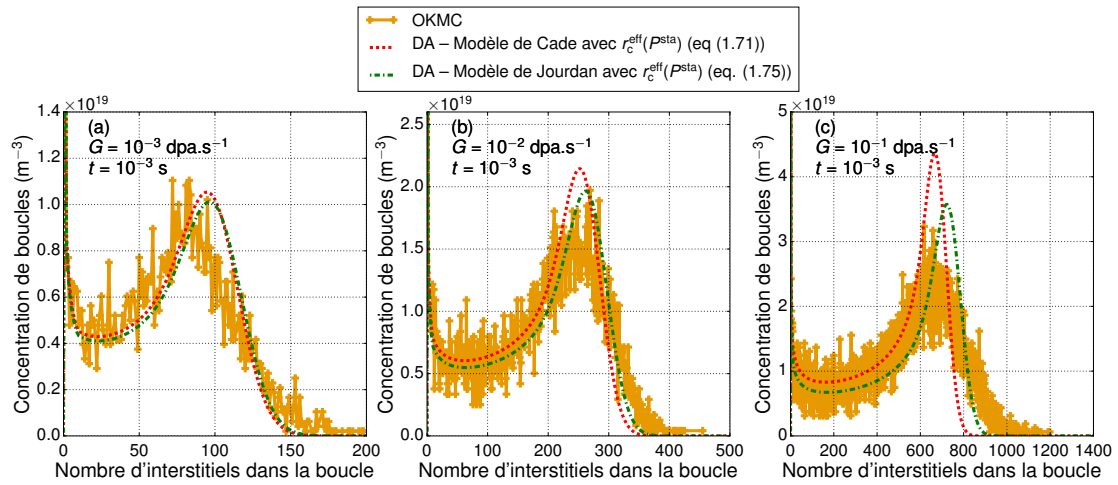 OKMC
DA – Modèle de Cade avec r_c^eff(P^sta) (eq (1.71))
DA – Modèle de Jourdan avec r_c^eff(P^sta) (eq. (1.75))
×10¹⁹
(a)
G = 10⁻³ dpa.s⁻¹
t = 10⁻³ s
Concentration de boucles (m⁻³)
1.4
1.2
1.0
0.8
0.6
0.4
0.2
0.0
0 50 100 150 200
Nombre d'interstitiels dans la boucle
×10¹⁹
(b)
G = 10⁻² dpa.s⁻¹
t = 10⁻³ s
Concentration de boucles (m⁻³)
2.5
2.0
1.5
1.0
0.5
0.0
0 100 200 300 400 500
Nombre d'interstitiels dans la boucle
×10¹⁹
(c)
G = 10⁻¹ dpa.s⁻¹
t = 10⁻³ s
Concentration de boucles (m⁻³)
5
4
3
2
1
0
0 200 400 600 800 1000 1200 1400
Nombre d'interstitiels dans la boucle